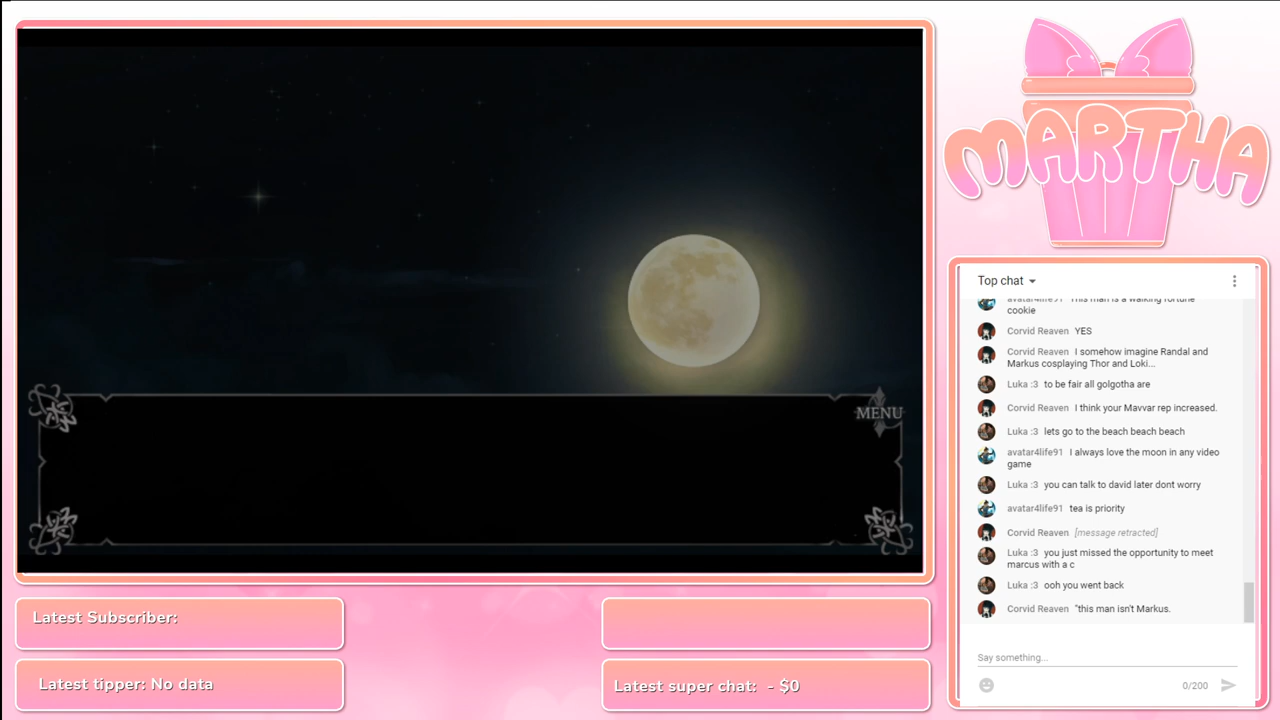 MARTHA
MENU
Top chat
avatar4life91 This man is a walking fortune
cookie
Corvid Reaven YES
Corvid Reaven I somehow imagine Randal and
Markus cosplaying Thor and Loki...
Luka :3 to be fair all golgotha are
Corvid Reaven I think your Mavvar rep increased.
Luka :3 lets go to the beach beach beach
avatar4life91 I always love the moon in any video
game
Luka :3 you can talk to david later dont worry
avatar4life91 tea is priority
Corvid Reaven [message retracted]
Luka :3 you just missed the opportunity to meet
marcus with a c
Luka :3 ooh you went back
Corvid Reaven "this man isn't Markus.
Say something...
0/200
Latest Subscriber:
Latest tipper: No data
Latest super chat: - $0